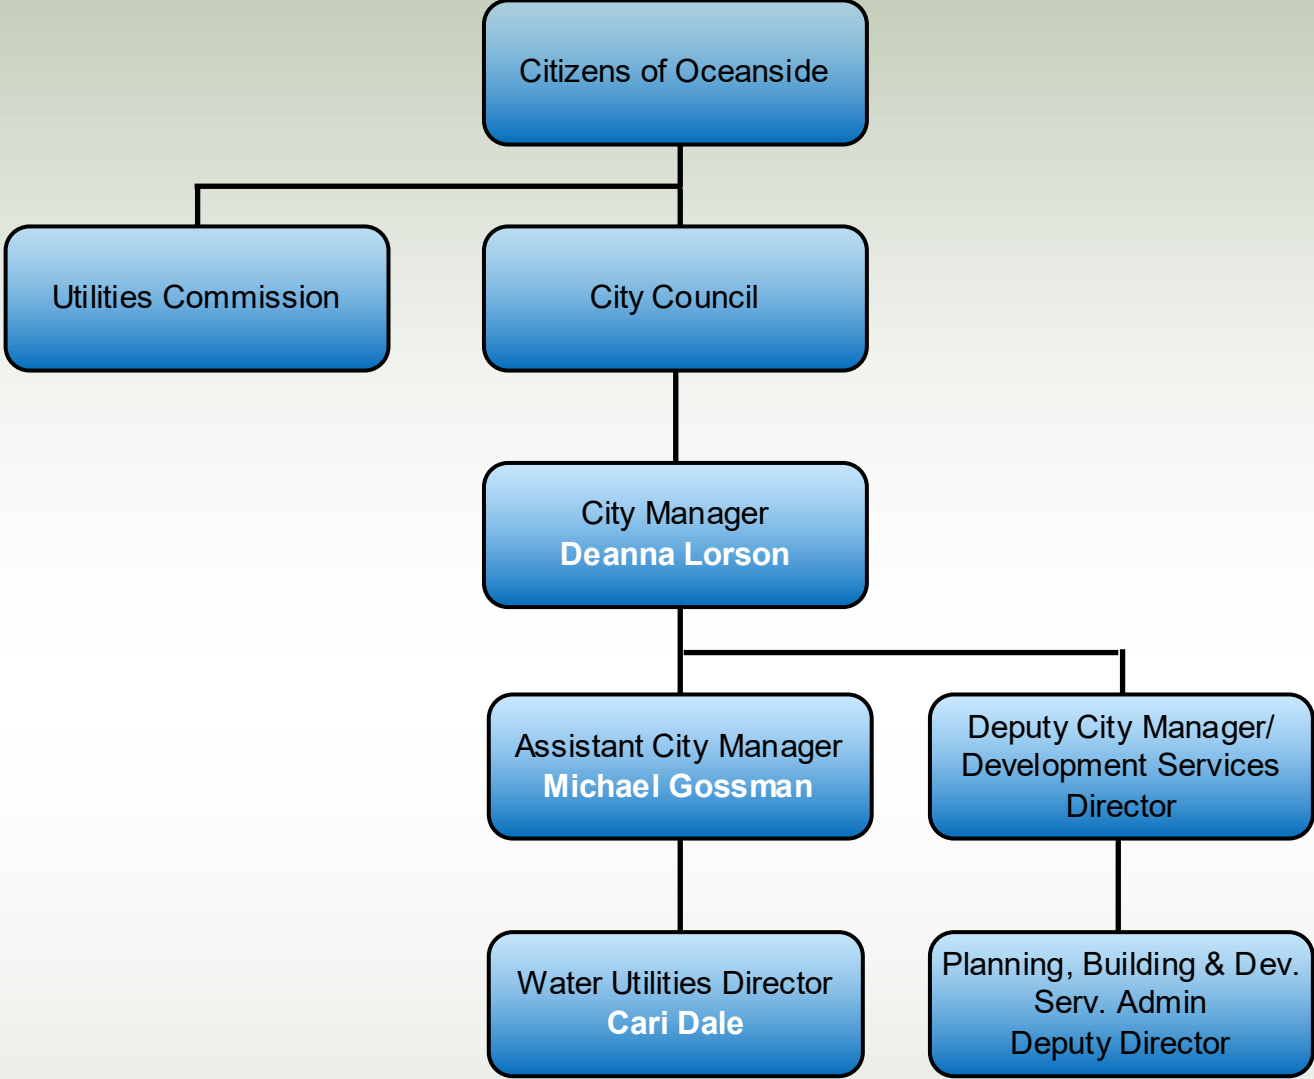 Citizens of Oceanside
Utilities Commission
City Council
City Manager
Deanna Lorson
Assistant City Manager
Michael Gossman
Deputy City Manager/
Development Services
Director
Water Utilities Director
Cari Dale
Planning, Building & Dev.
Serv. Admin
Deputy Director